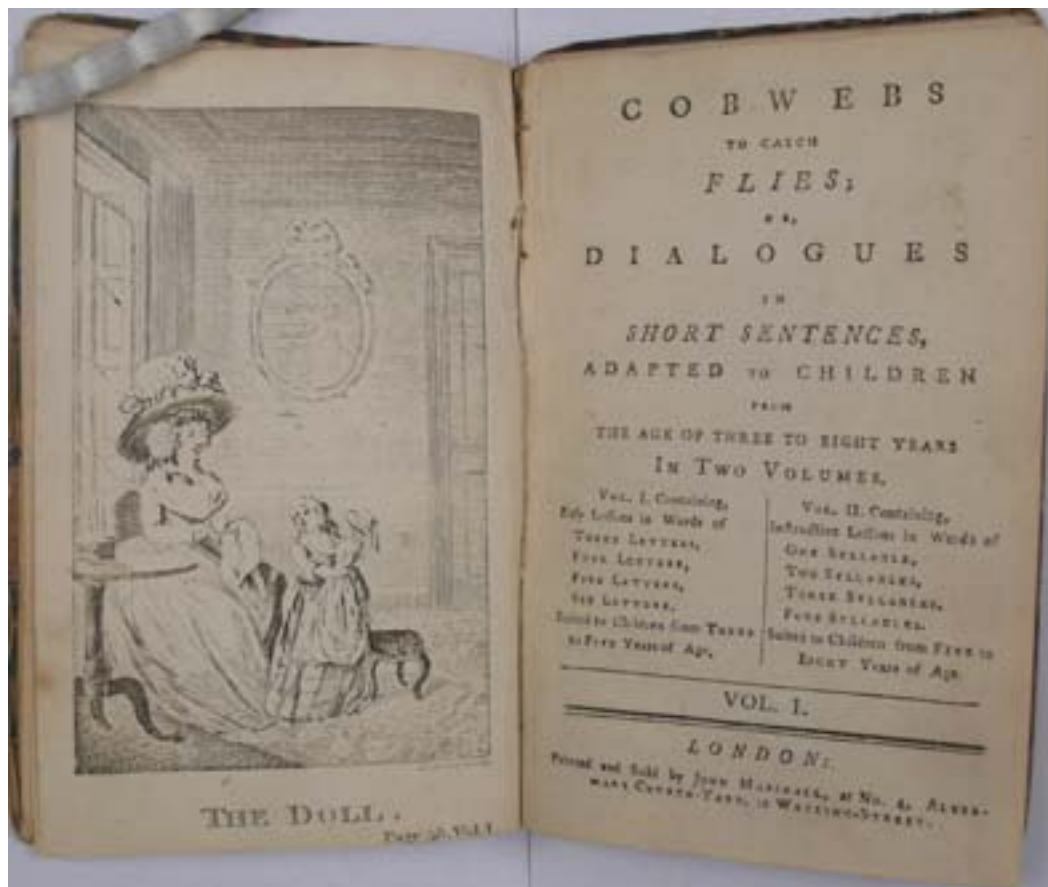 THE DOLL.
Vol. I
COBWEBS
TO CATCH
FLIES;
OR,
DIALOGUES
IN
SHORT SENTENCES,
ADAPTED TO CHILDREN
FROM
THE AGE OF THREE TO EIGHT YEARS
IN TWO VOLUMES.
VOL. I. Containing,
Easy Lessons in Words of
THREE LETTERS,
FOUR LETTERS,
FIVE LETTERS,
SIX LETTERS,
Suited to Children from THREE
to FIVE Years of Age,
VOL. II. Containing,
Instructive Lessons in Words of
ONE SYLLABLE,
TWO SYLLABLES,
THREE SYLLABLES,
FOUR SYLLABLES.
Suited to Children from FIVE to
EIGHT Years of Age.
VOL. I.
LONDON:
Printed and Sold by JOHN MARSHALL, at No. 4, ALDER-
MARY CHURCH-YARD, in WATLING-STREET.